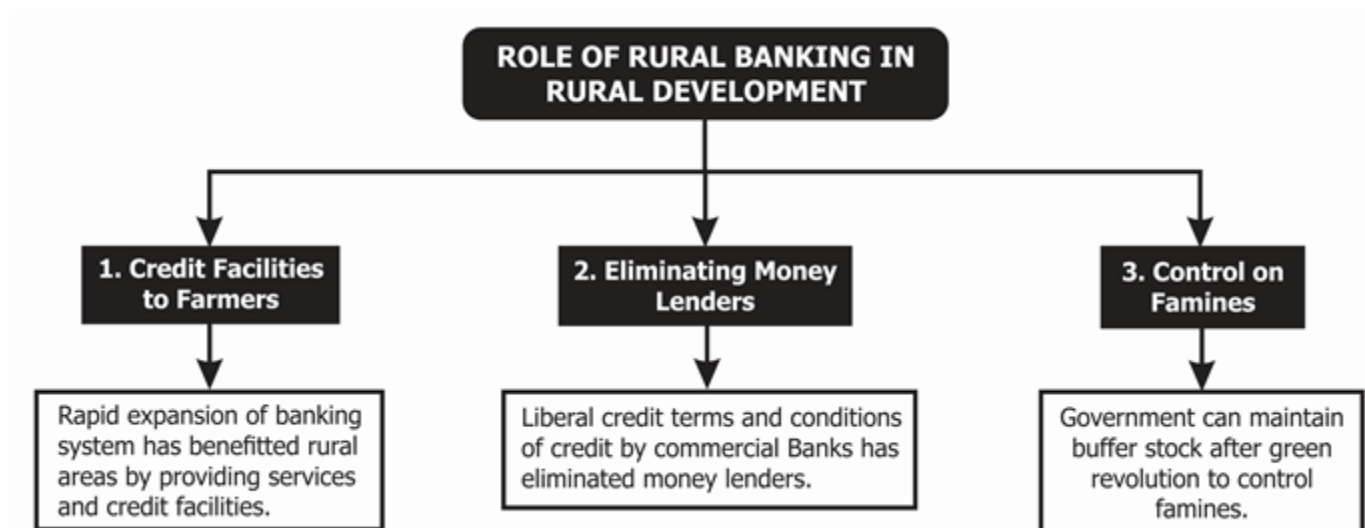 ROLE OF RURAL BANKING IN
RURAL DEVELOPMENT
1. Credit Facilities
to Farmers
Rapid expansion of banking
system has benefitted rural
areas by providing services
and credit facilities.
2. Eliminating Money
Lenders
Liberal credit terms and conditions
of credit by commercial Banks has
eliminated money lenders.
3. Control on
Famines
Government can maintain
buffer stock after green
revolution to control
famines.